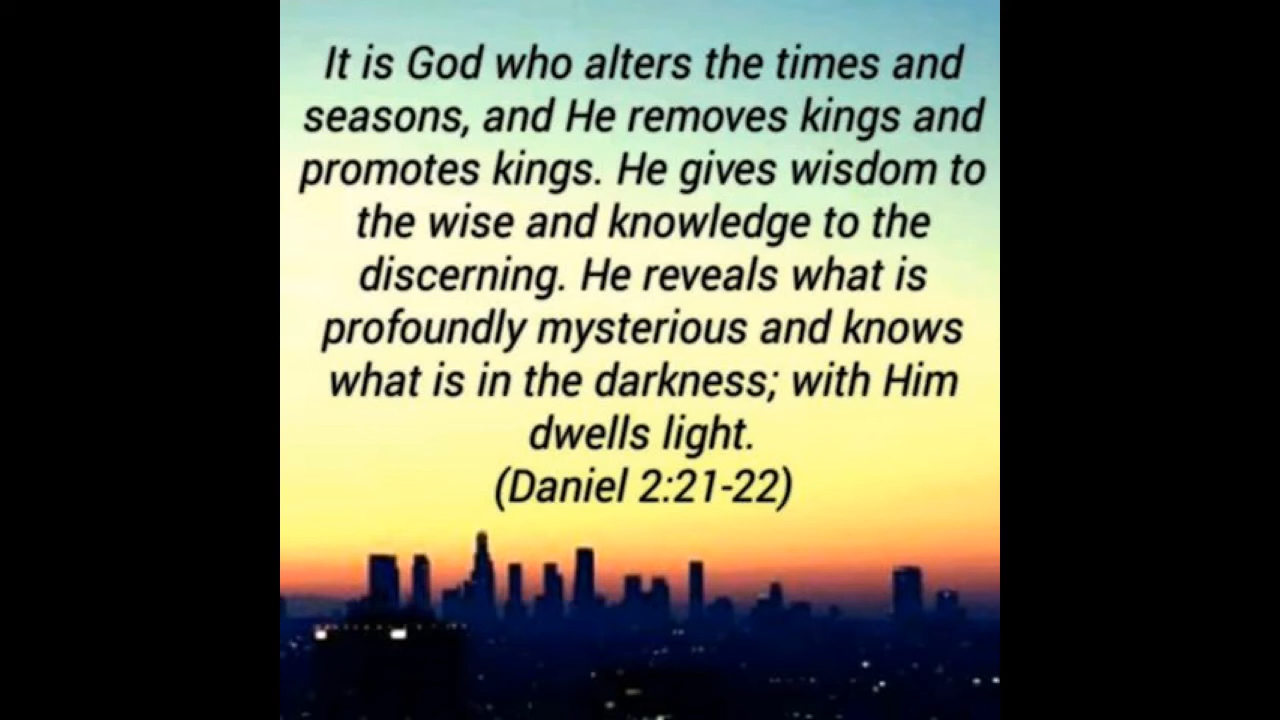 It is God who alters the times and
seasons, and He removes kings and
promotes kings. He gives wisdom to
the wise and knowledge to the
discerning. He reveals what is
profoundly mysterious and knows
what is in the darkness; with Him
dwells light.
(Daniel 2:21-22)